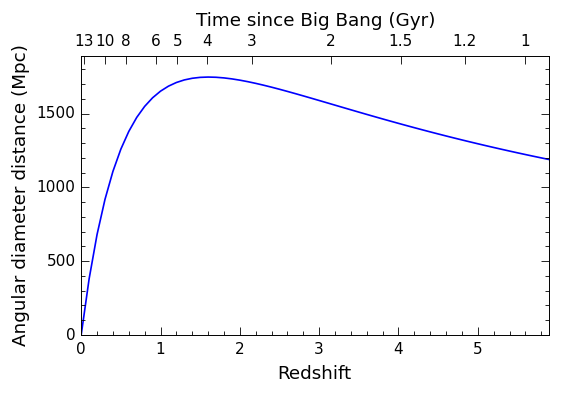 Time since Big Bang (Gyr)
13 10 8 6 5 4 3 2 1.5 1.2 1
Angular diameter distance (Mpc)
1500
1000
500
0
0 1 2 3 4 5
Redshift